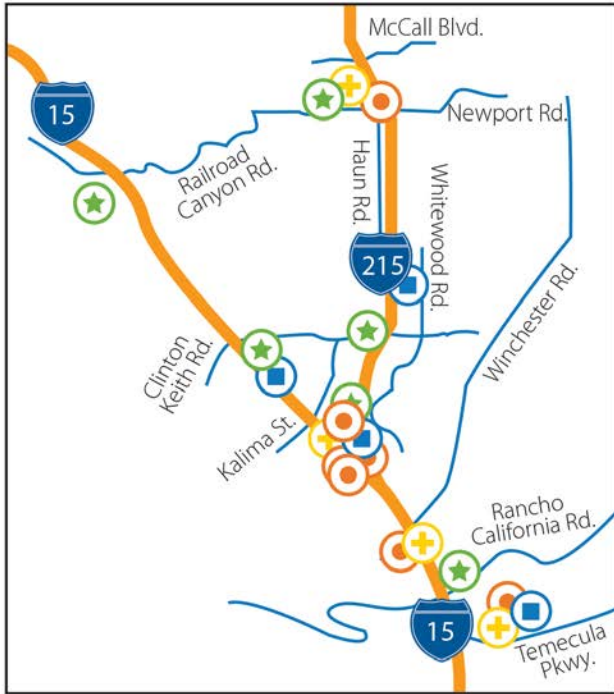 McCall Blvd.
15
Newport Rd.
Railroad
Canyon Rd.
Haun Rd.
Whitewood Rd.
215
Winchester Rd.
Clinton
Keith Rd.
Kalima St.
Rancho
California Rd.
15
Temecula
Pkwy.